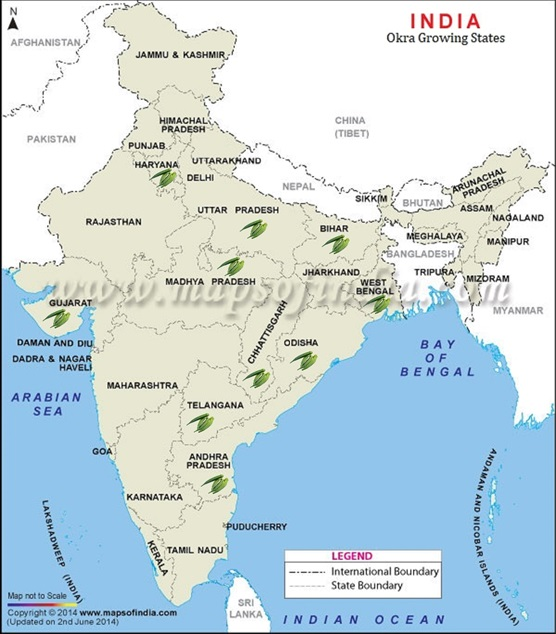 N
INDIA
Okra Growing States
AFGHANISTAN
JAMMU & KASHMIR
CHINA
(TIBET)
HIMACHAL
PRADESH
PAKISTAN
PUNJAB
UTTARAKHAND
HARYANA
DELHI
NEPAL
SIKKIM
BHUTAN
ARUNACHAL
PRADESH
ASSAM
NAGALAND
RAJASTHAN
UTTAR PRADESH
BIHAR
MEGHALAYA
MANIPUR
BANGLADESH
JHARKHAND
TRIPURA
MIZORAM
MADHYA PRADESH
WEST
BENGAL
www.mapsofindia.com
GUJARAT
MYANMAR
CHHATTISGARH
ODISHA
DAMAN AND DIU
DADRA & NAGAR
HAVELI
BAY
OF
BENGAL
MAHARASHTRA
ARABIAN
SEA
TELANGANA
GOA
ANDHRA
PRADESH
KARNATAKA
ANDAMAN AND NICOBAR ISLANDS (INDIA)
LAKSHADWEEP (INDIA)
PUDUCHERRY
KERALA
TAMIL NADU
LEGEND
International Boundary
State Boundary
SRI
LANKA
INDIAN OCEAN
Map not to Scale
Copyright © 2014 www.mapsofindia.com
(Updated on 2nd June 2014)